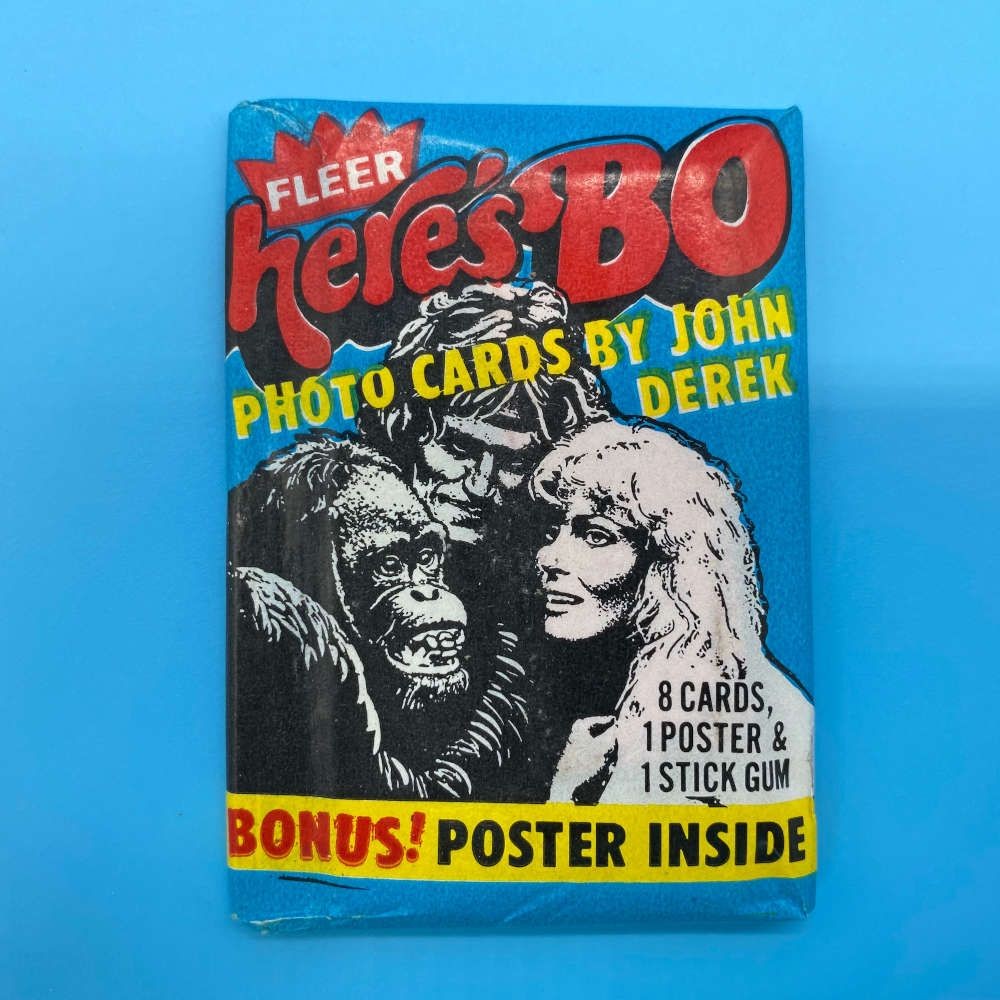 FLEER
here's BO
PHOTO CARDS BY JOHN
DEREK
8 CARDS,
1 POSTER &
1 STICK GUM
BONUS! POSTER INSIDE